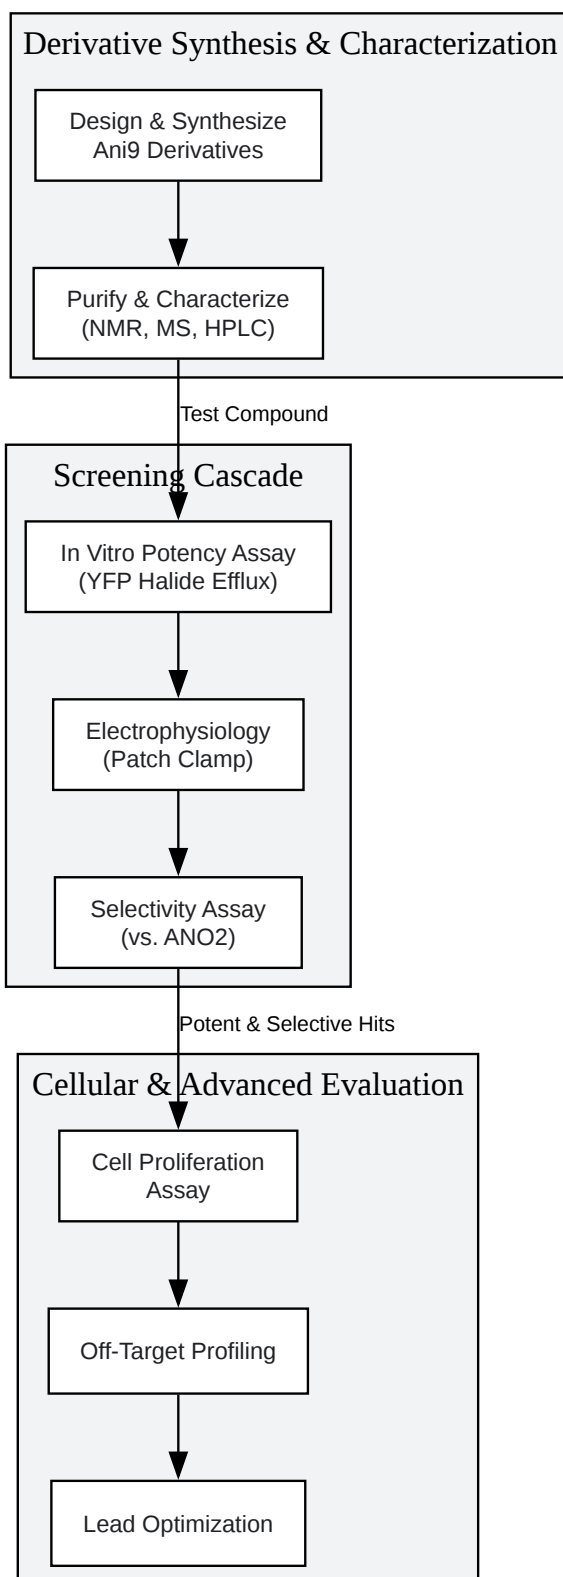 Derivative Synthesis & Characterization
Design & Synthesize
Ani9 Derivatives
Purify & Characterize
(NMR, MS, HPLC)
Test Compound
Screening Cascade
In Vitro Potency Assay
(YFP Halide Efflux)
Electrophysiology
(Patch Clamp)
Selectivity Assay
(vs. ANO2)
Potent & Selective Hits
Cellular & Advanced Evaluation
Cell Proliferation
Assay
Off-Target Profiling
Lead Optimization